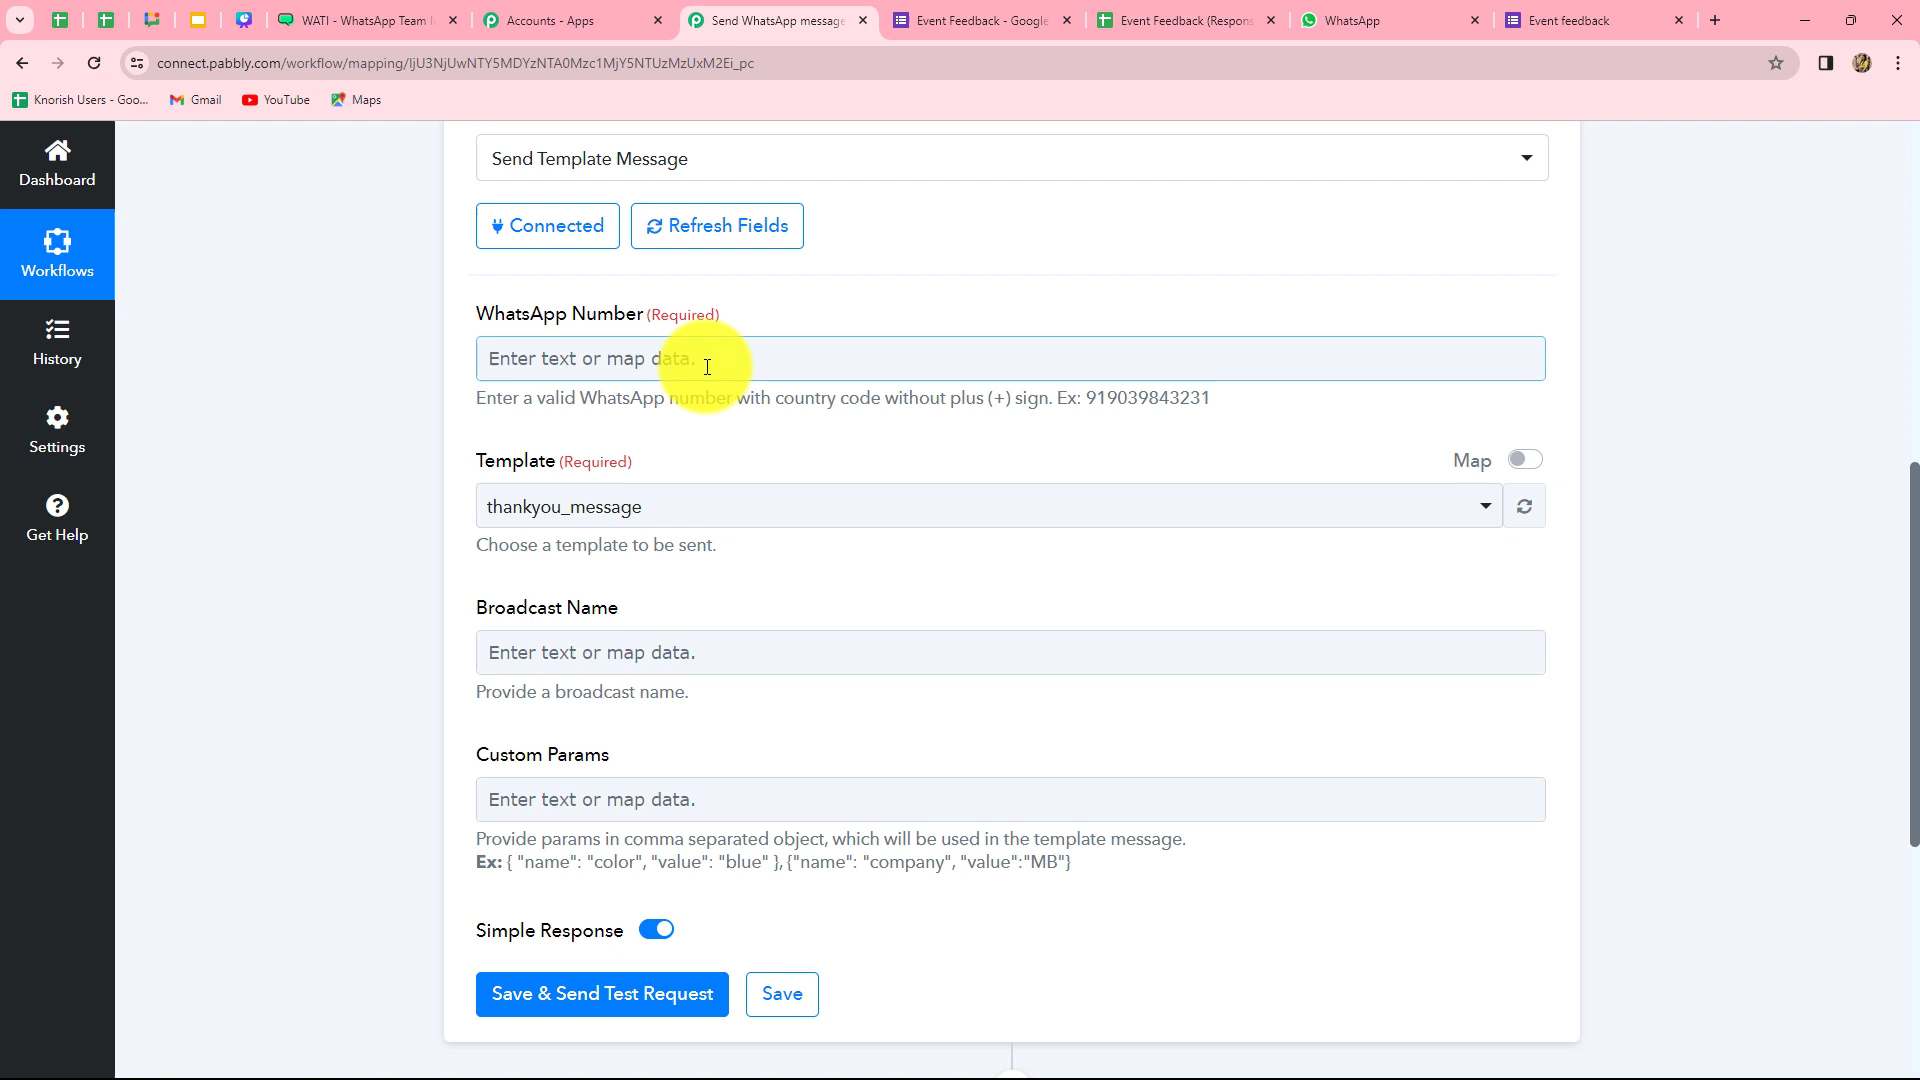 WATI - WhatsApp Team I
Accounts - Apps
Send WhatsApp message
Event Feedback - Google
Event Feedback (Respons
WhatsApp
Event feedback
connect.pabbly.com/workflow/mapping/IjU3NjUwNTY5MDYzNTA0Mzc1MjY5NTUzMzUxM2Ei_pc
Knorish Users - Goo...
Gmail
YouTube
Maps
Dashboard
Workflows
History
Settings
Get Help
Send Template Message
Connected
Refresh Fields
WhatsApp Number (Required)
Enter text or map data.
Enter a valid WhatsApp number with country code without plus (+) sign. Ex: 919039843231
Template (Required)
Map
thankyou_message
Choose a template to be sent.
Broadcast Name
Enter text or map data.
Provide a broadcast name.
Custom Params
Enter text or map data.
Provide params in comma separated object, which will be used in the template message.
Ex: { "name": "color", "value": "blue" },{"name": "company", "value":"MB"}
Simple Response
Save & Send Test Request
Save